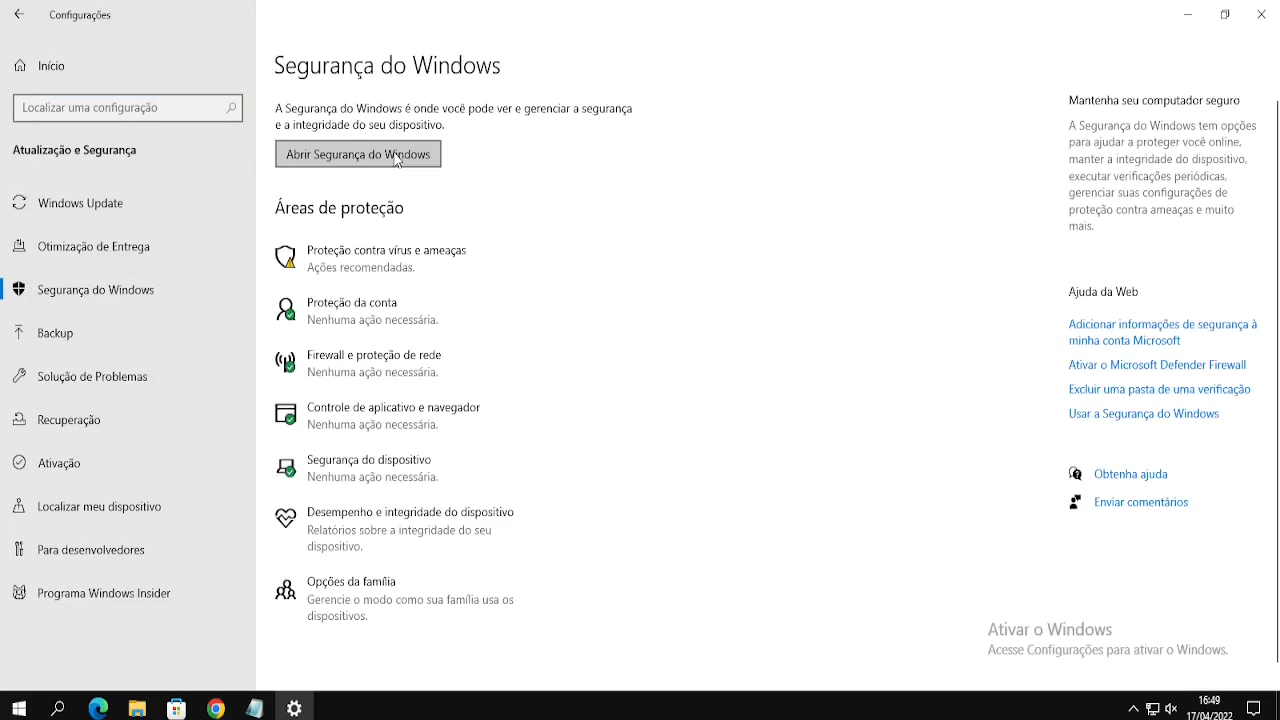 Configurações
Início
Localizar uma configuração
Atualização e Segurança
Windows Update
Otimização de Entrega
Segurança do Windows
Backup
Solução de Problemas
Recuperação
Ativação
Localizar meu dispositivo
Para desenvolvedores
Programa Windows Insider
Segurança do Windows
A Segurança do Windows é onde você pode ver e gerenciar a segurança
e a integridade do seu dispositivo.
Abrir Segurança do Windows
Áreas de proteção
Proteção contra vírus e ameaças
Ações recomendadas.
Proteção da conta
Nenhuma ação necessária.
Firewall e proteção de rede
Nenhuma ação necessária.
Controle de aplicativo e navegador
Nenhuma ação necessária.
Segurança do dispositivo
Nenhuma ação necessária.
Desempenho e integridade do dispositivo
Relatórios sobre a integridade do seu
dispositivo.
Opções da família
Gerencie o modo como sua família usa os
dispositivos.
Mantenha seu computador seguro
A Segurança do Windows tem opções
para ajudar a proteger você online,
manter a integridade do dispositivo,
executar verificações periódicas,
gerenciar suas configurações de
proteção contra ameaças e muito
mais.
Ajuda da Web
Adicionar informações de segurança à
minha conta Microsoft
Ativar o Microsoft Defender Firewall
Excluir uma pasta de uma verificação
Usar a Segurança do Windows
Obtenha ajuda
Enviar comentários
Ativar o Windows
Acesse Configurações para ativar o Windows.
16:49
17/04/2022